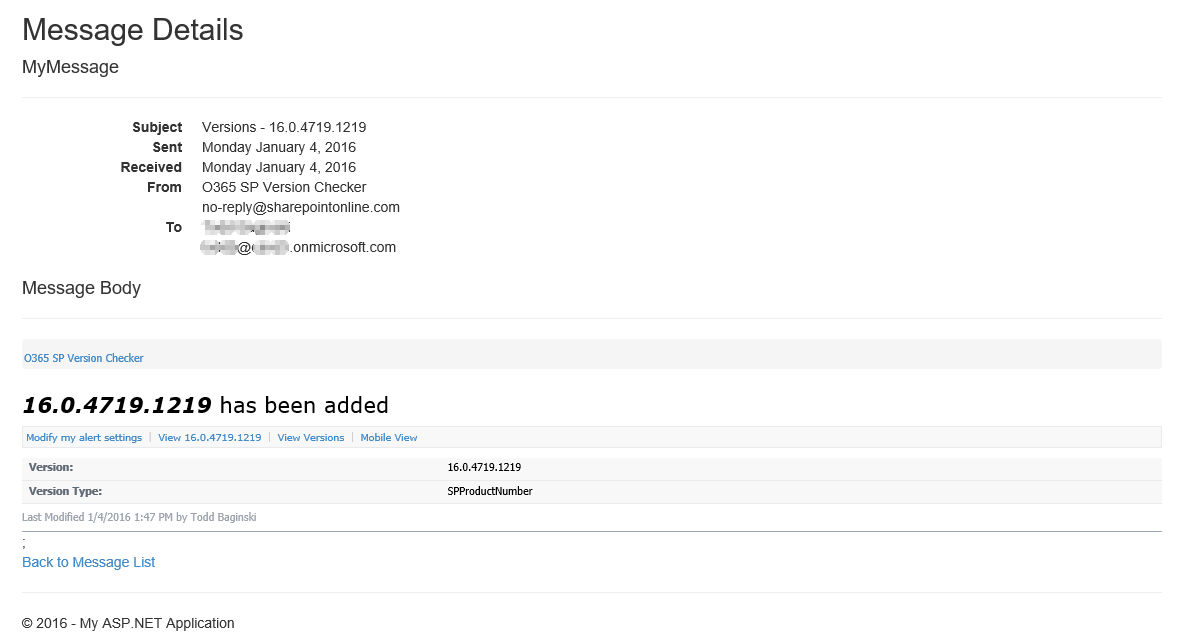 Message Details
MyMessage
Subject Versions - 16.0.4719.1219
Sent Monday January 4, 2016
Received Monday January 4, 2016
From O365 SP Version Checker
no-reply@sharepointonline.com
To
@ .onmicrosoft.com
Message Body
O365 SP Version Checker
16.0.4719.1219 has been added
Modify my alert settings | View 16.0.4719.1219 | View Versions | Mobile View
Version: 16.0.4719.1219
Version Type: SPProductNumber
Last Modified 1/4/2016 1:47 PM by Todd Baginski
;
Back to Message List
© 2016 - My ASP.NET Application